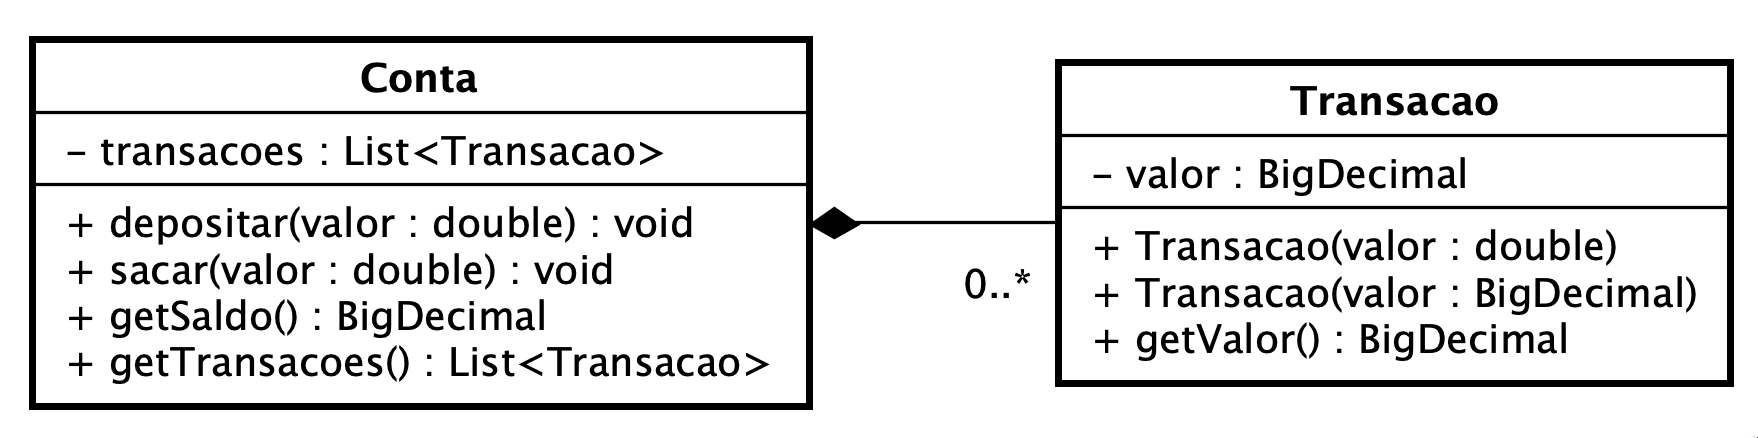 Conta
– transacoes : List<Transacao>
+ depositar(valor : double) : void
+ sacar(valor : double) : void
+ getSaldo() : BigDecimal
+ getTransacoes() : List<Transacao>
0..*
Transacao
– valor : BigDecimal
+ Transacao(valor : double)
+ Transacao(valor : BigDecimal)
+ getValor() : BigDecimal